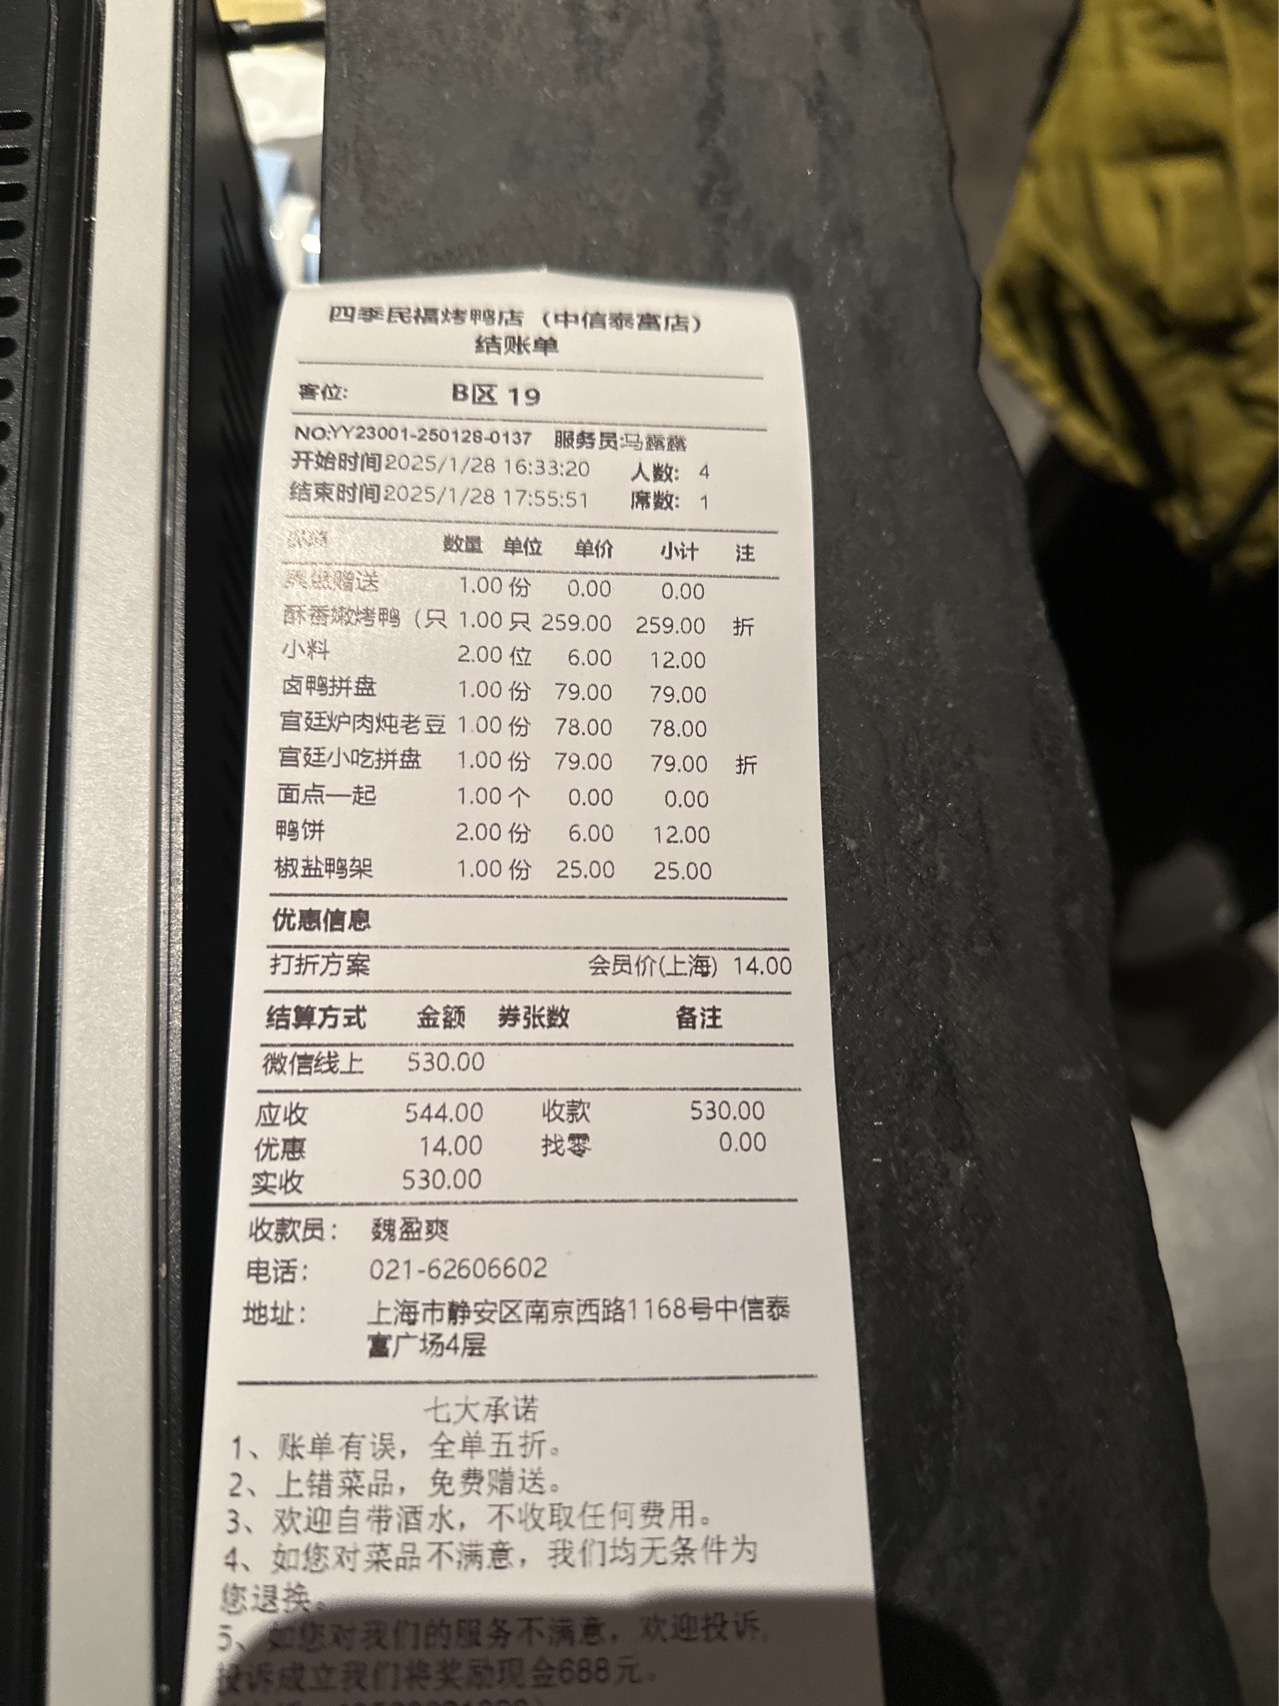 四季民福烤鸭店（中信泰富店）
结账单
客位: B区 19
NO:YY23001-250128-0137 服务员:马露露
开始时间2025/1/28 16:33:20 人数: 4
结束时间2025/1/28 17:55:51 席数: 1
数量 单位 单价 小计 注
赠送 1.00 份 0.00 0.00
酥香嫩烤鸭（只 1.00 只 259.00 259.00 折
小料 2.00 位 6.00 12.00
卤鸭拼盘 1.00 份 79.00 79.00
宫廷炉肉炖老豆 1.00 份 78.00 78.00
宫廷小吃拼盘 1.00 份 79.00 79.00 折
面点一起 1.00 个 0.00 0.00
鸭饼 2.00 份 6.00 12.00
椒盐鸭架 1.00 份 25.00 25.00
优惠信息
打折方案 会员价(上海) 14.00
结算方式 金额 券张数 备注
微信线上 530.00
应收 544.00 收款 530.00
优惠 14.00 找零 0.00
实收 530.00
收款员: 魏盈爽
电话: 021-62606602
地址: 上海市静安区南京西路1168号中信泰
富广场4层
七大承诺
1、账单有误，全单五折。
2、上错菜品，免费赠送。
3、欢迎自带酒水，不收取任何费用。
4、如您对菜品不满意，我们均无条件为
您退换。
5、如您对我们的服务不满意，欢迎投诉,
投诉成立我们将奖励现金688元。